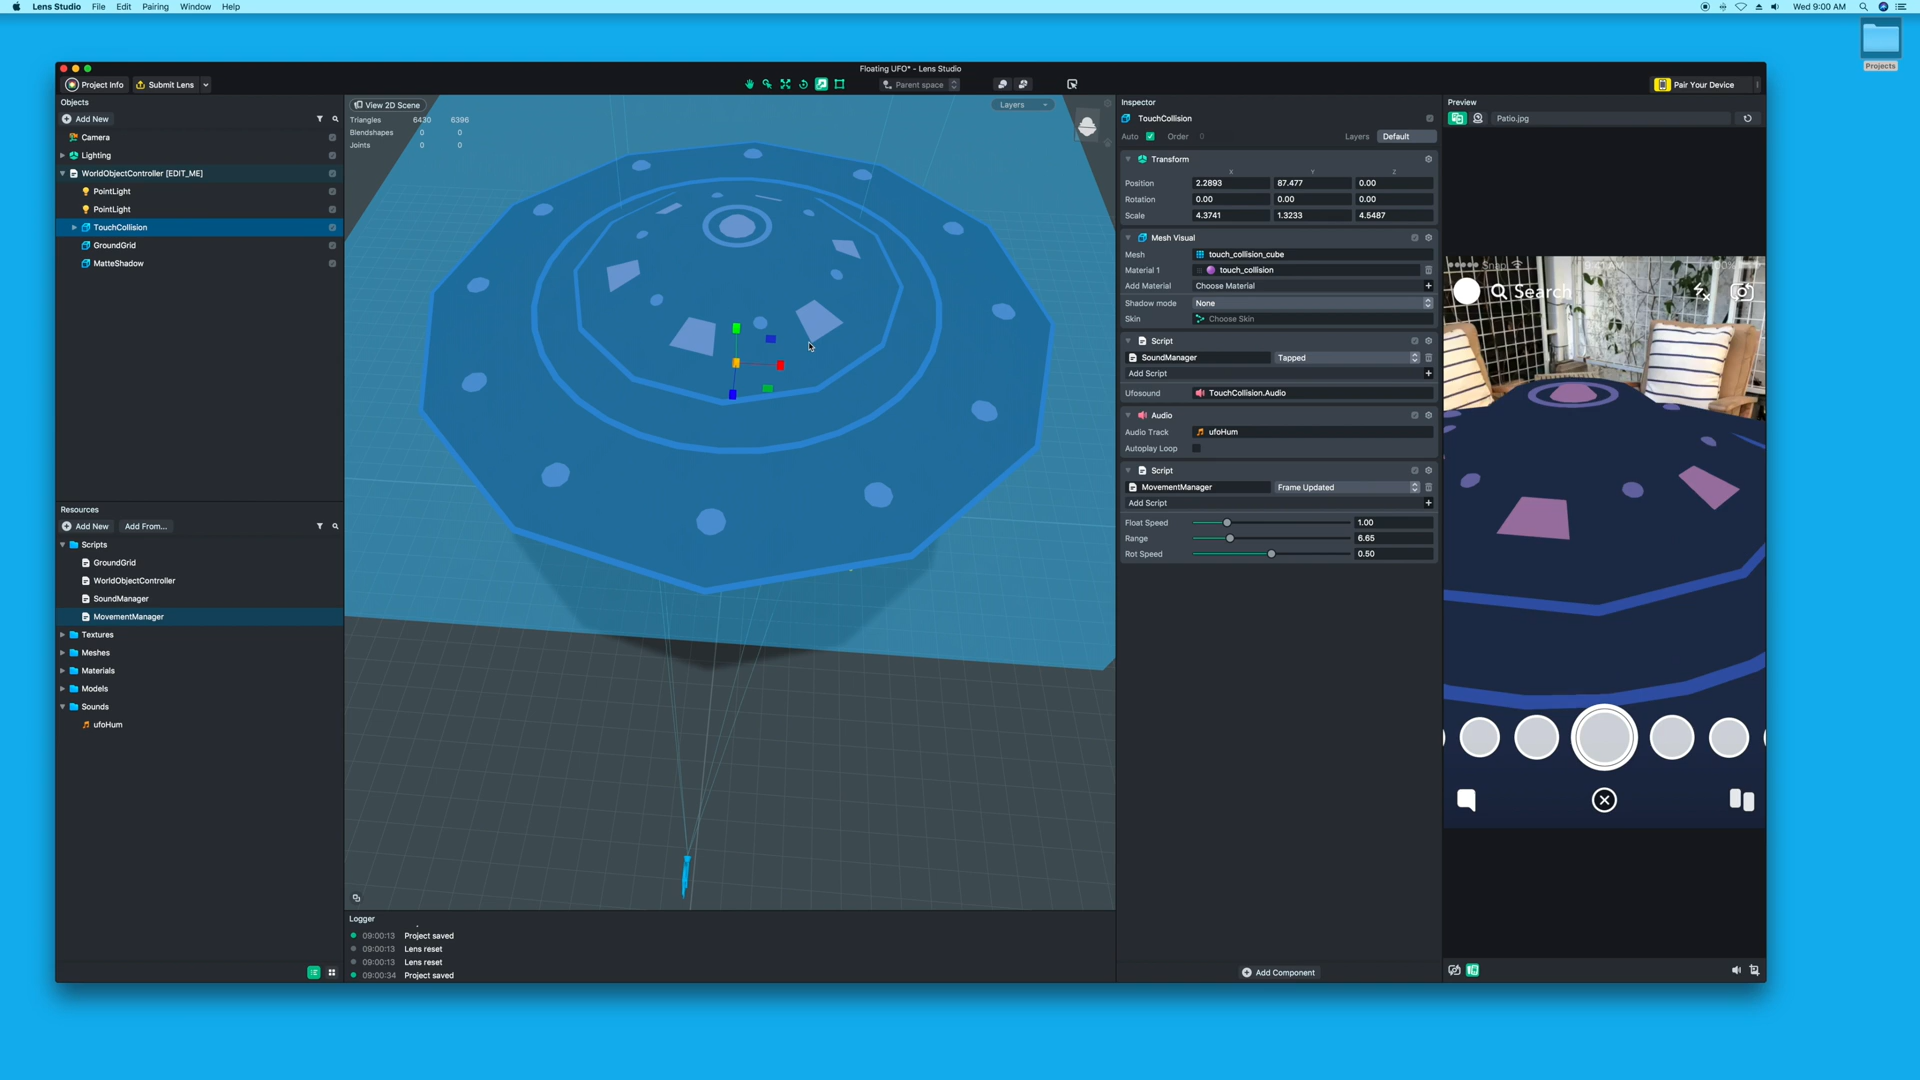 Lens Studio File Edit Pairing Window Help
Wed 9:00 AM
Projects
Floating UFO* - Lens Studio
Project Info
Submit Lens
Parent space
Pair Your Device
Objects
Add New
Camera
Lighting
WorldObjectController [EDIT_ME]
PointLight
PointLight
TouchCollision
GroundGrid
MatteShadow
Resources
Add New
Add From...
Scripts
GroundGrid
WorldObjectController
SoundManager
MovementManager
Textures
Meshes
Materials
Models
Sounds
ufoHum
View 2D Scene
Layers
Triangles 6430 6396
Blendshapes 0 0
Joints 0 0
Logger
09:00:13 Project saved
09:00:13 Lens reset
09:00:13 Lens reset
09:00:34 Project saved
Inspector
TouchCollision
Auto Order 0 Layers Default
Transform
X Y Z
Position 2.2893 87.477 0.00
Rotation 0.00 0.00 0.00
Scale 4.3741 1.3233 4.5487
Mesh Visual
Mesh touch_collision_cube
Material 1 touch_collision
Add Material Choose Material
Shadow mode None
Skin Choose Skin
Script
SoundManager Tapped
Add Script
Ufosound TouchCollision.Audio
Audio
Audio Track ufoHum
Autoplay Loop
Script
MovementManager Frame Updated
Add Script
Float Speed 1.00
Range 6.65
Rot Speed 0.50
Add Component
Preview
Patio.jpg
Snap
Search